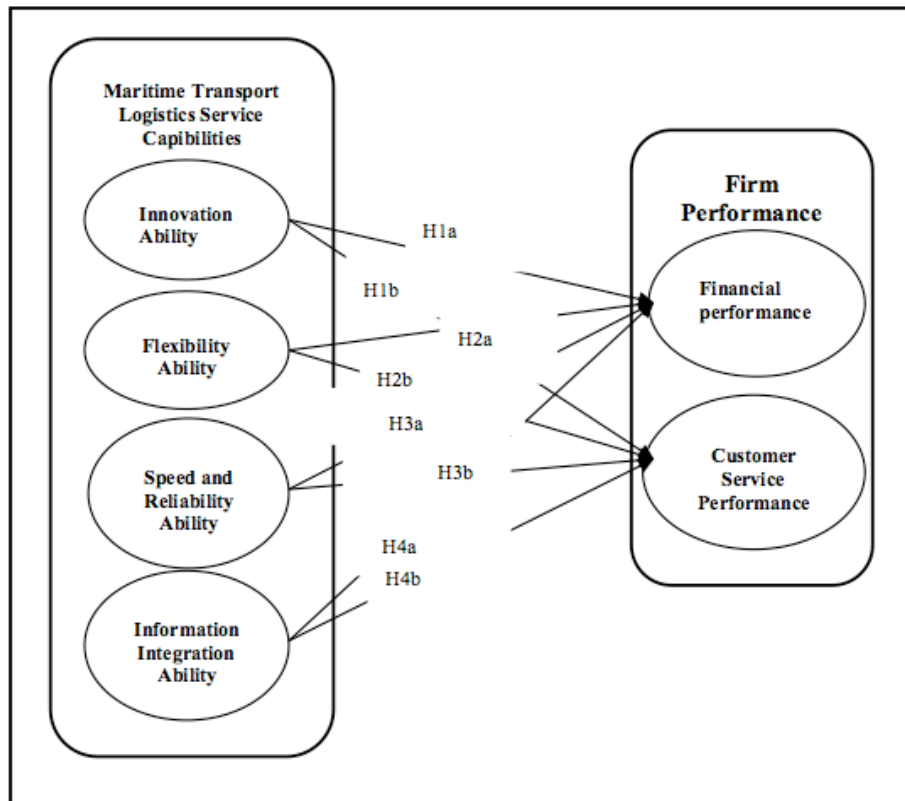 Maritime Transport
Logistics Service
Capibilities
Innovation
Ability
Flexibility
Ability
Speed and
Reliability
Ability
Information
Integration
Ability
H1a
H1b
H2a
H2b
H3a
H3b
H4a
H4b
Firm
Performance
Financial
performance
Customer
Service
Performance